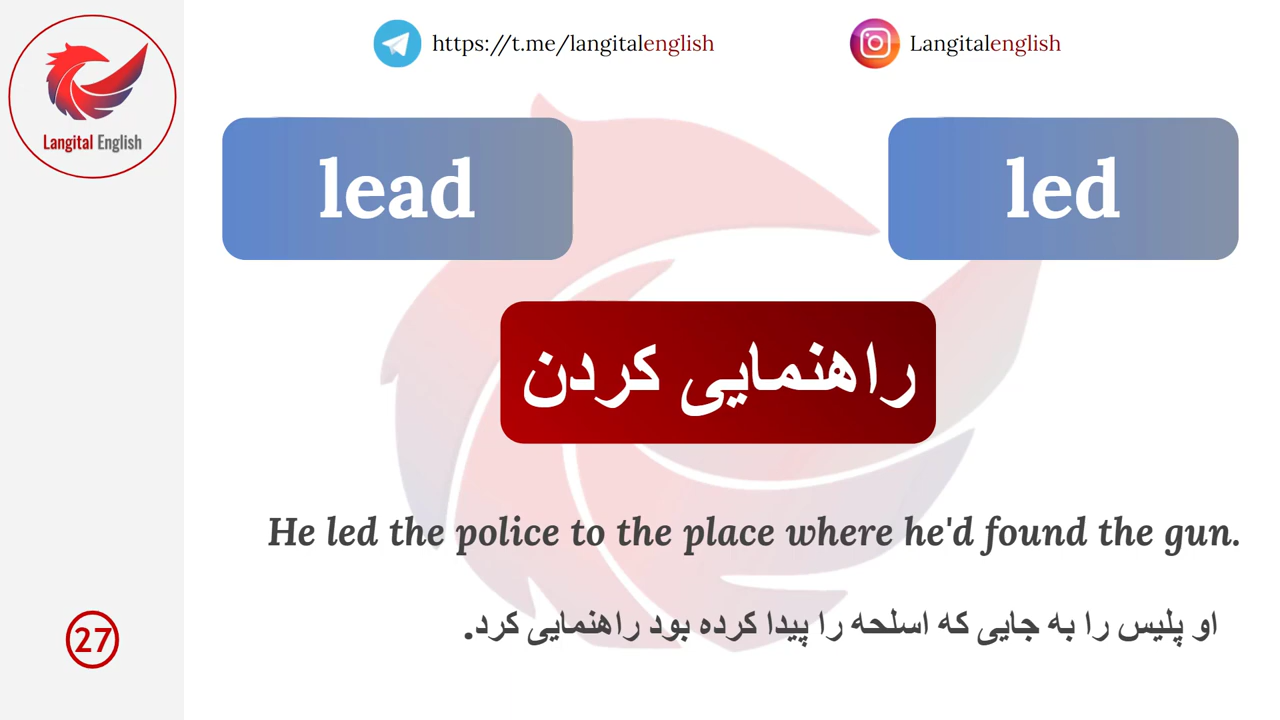 Langital English
https://t.me/langitalenglish
Langitalenglish
lead
led
راهنمایی کردن
He led the police to the place where he'd found the gun.
او پلیس را به جایی که اسلحه را پیدا کرده بود راهنمایی کرد.
27